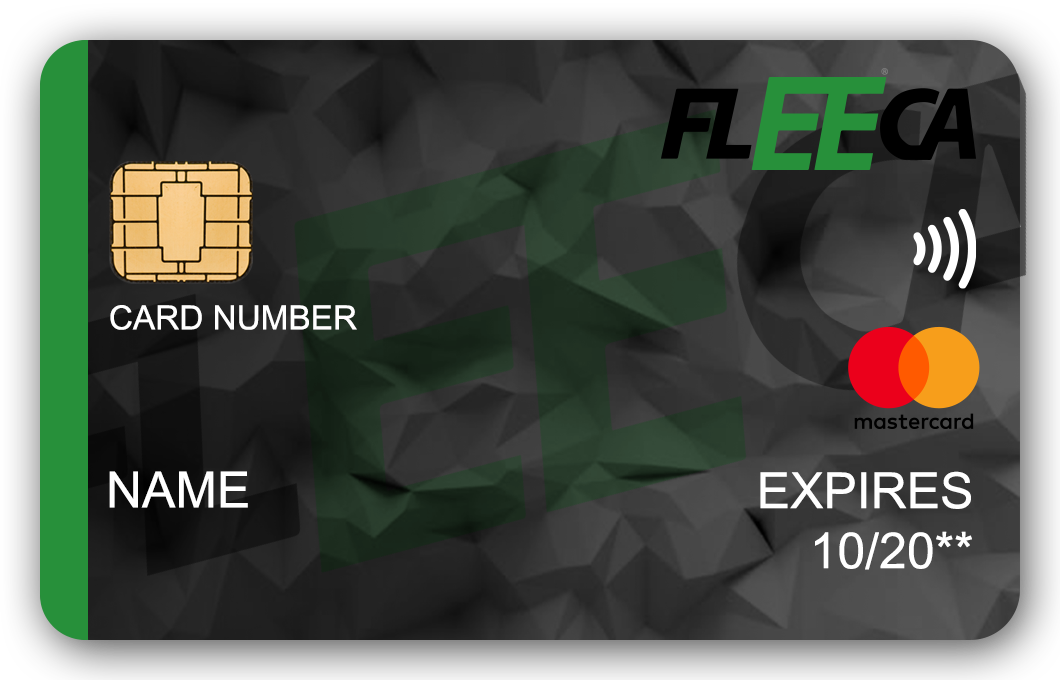 FLEECA
®
CARD NUMBER
mastercard
NAME
EXPIRES
10/20**